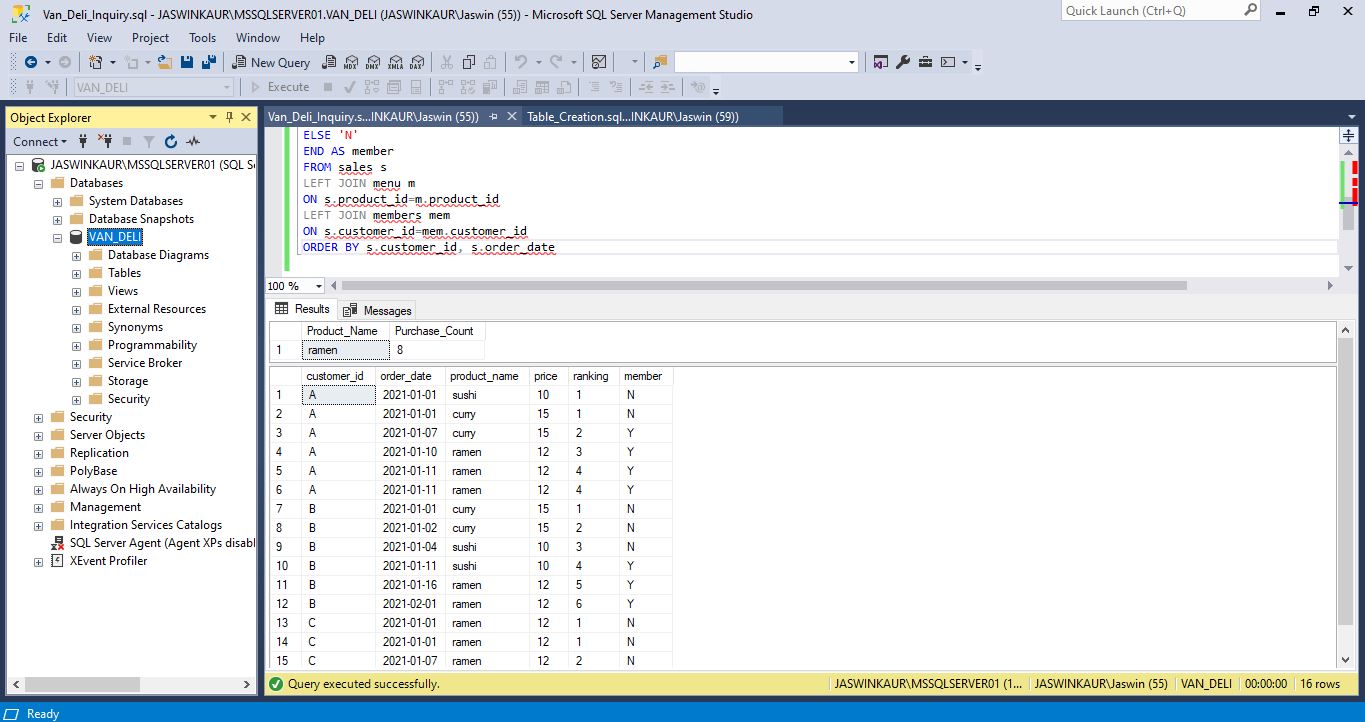 Van_Deli_Inquiry.sql - JASWINKAUR\MSSQLSERVER01.VAN_DELI (JASWINKAUR\Jaswin (55)) - Microsoft SQL Server Management Studio
Quick Launch (Ctrl+Q)
File Edit View Project Tools Window Help
New Query MDX DMX XMLA DAX
VAN_DELI Execute
Object Explorer
Connect
JASWINKAUR\MSSQLSERVER01 (SQL S
Databases
System Databases
Database Snapshots
VAN_DELI
Database Diagrams
Tables
Views
External Resources
Synonyms
Programmability
Service Broker
Storage
Security
Security
Server Objects
Replication
PolyBase
Always On High Availability
Management
Integration Services Catalogs
SQL Server Agent (Agent XPs disabl
XEvent Profiler
Van_Deli_Inquiry.s...INKAUR\Jaswin (55)) Table_Creation.sql...INKAUR\Jaswin (59))
ELSE 'N'
END AS member
FROM sales s
LEFT JOIN menu m
ON s.product_id=m.product_id
LEFT JOIN members mem
ON s.customer_id=mem.customer_id
ORDER BY s.customer_id, s.order_date
100 %
Results Messages
Product_Name Purchase_Count
1 ramen 8
customer_id order_date product_name price ranking member
1 A 2021-01-01 sushi 10 1 N
2 A 2021-01-01 curry 15 1 N
3 A 2021-01-07 curry 15 2 Y
4 A 2021-01-10 ramen 12 3 Y
5 A 2021-01-11 ramen 12 4 Y
6 A 2021-01-11 ramen 12 4 Y
7 B 2021-01-01 curry 15 1 N
8 B 2021-01-02 curry 15 2 N
9 B 2021-01-04 sushi 10 3 N
10 B 2021-01-11 sushi 10 4 Y
11 B 2021-01-16 ramen 12 5 Y
12 B 2021-02-01 ramen 12 6 Y
13 C 2021-01-01 ramen 12 1 N
14 C 2021-01-01 ramen 12 1 N
15 C 2021-01-07 ramen 12 2 N
Query executed successfully. JASWINKAUR\MSSQLSERVER01 (1... JASWINKAUR\Jaswin (55) VAN_DELI 00:00:00 16 rows
Ready